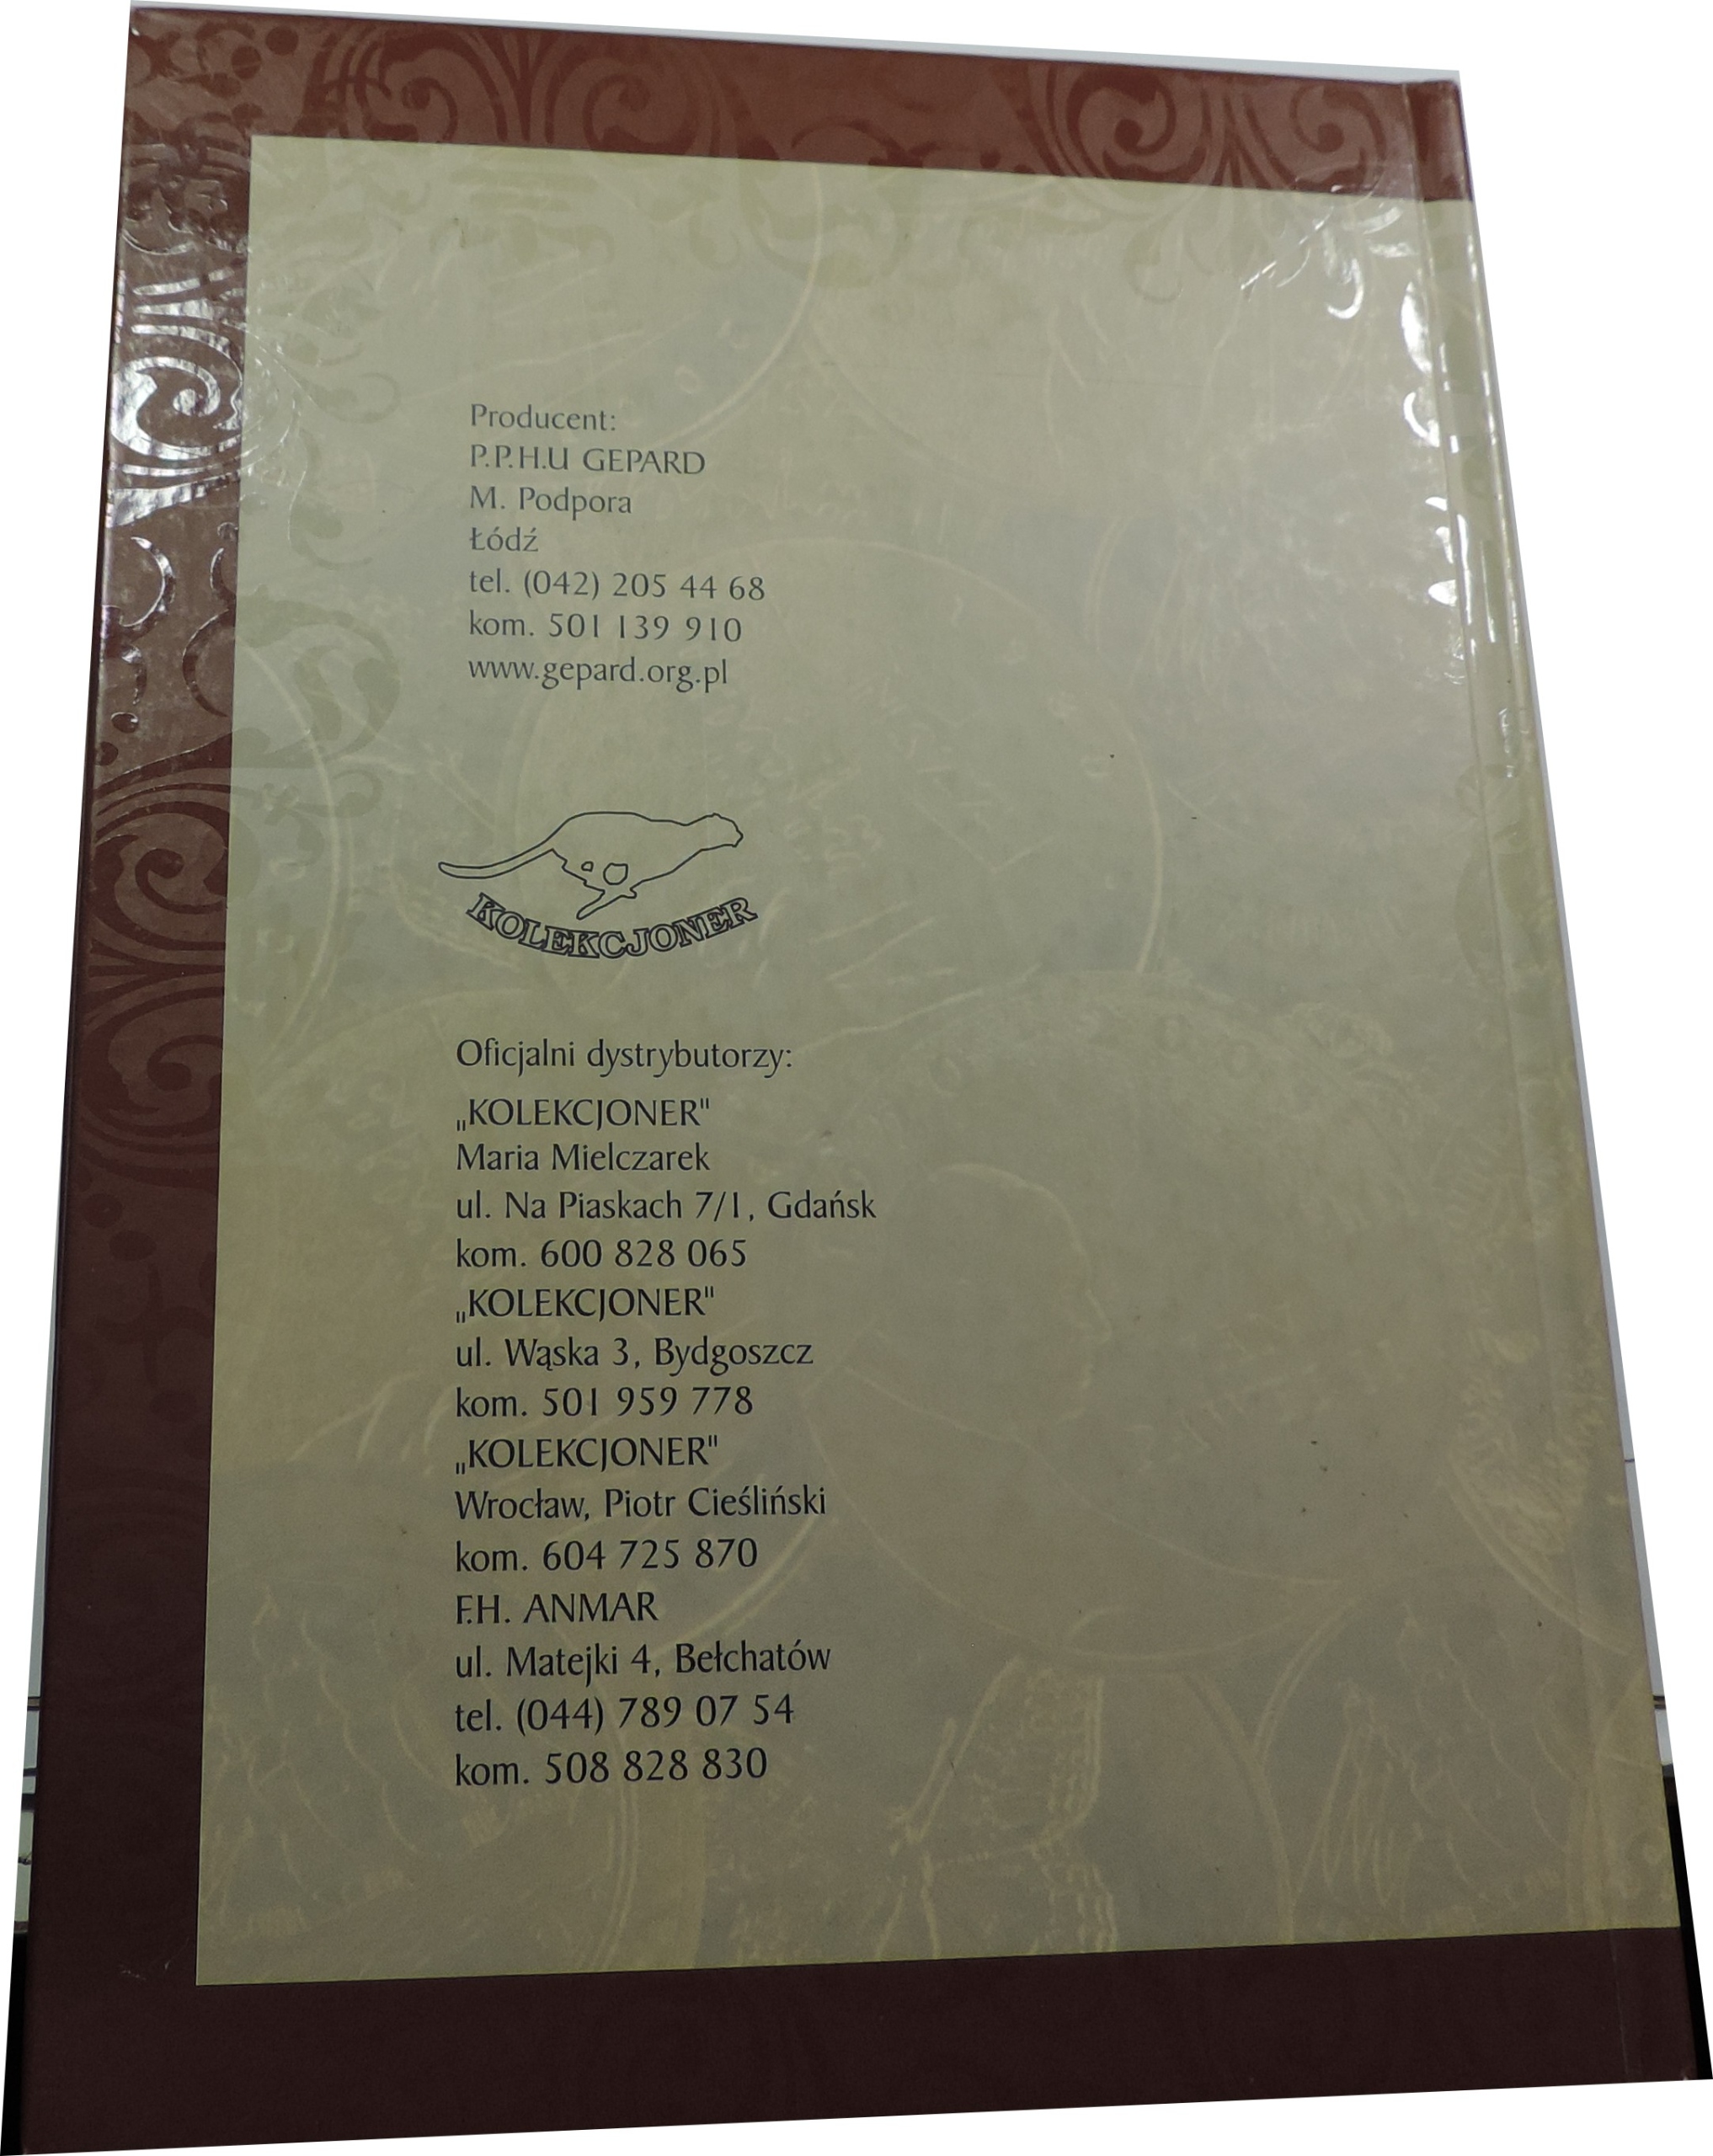 Producent:
P.P.H.U GEPARD
M. Podpora
Łódź
tel. (042) 205 44 68
kom. 501 139 910
www.gepard.org.pl
KOLEKCJONER
Oficjalni dystrybutorzy:
„KOLEKCJONER"
Maria Mielczarek
ul. Na Piaskach 7/1, Gdańsk
kom. 600 828 065
„KOLEKCJONER"
ul. Wąska 3, Bydgoszcz
kom. 501 959 778
„KOLEKCJONER"
Wrocław, Piotr Cieśliński
kom. 604 725 870
F.H. ANMAR
ul. Matejki 4, Bełchatów
tel. (044) 789 07 54
kom. 508 828 830